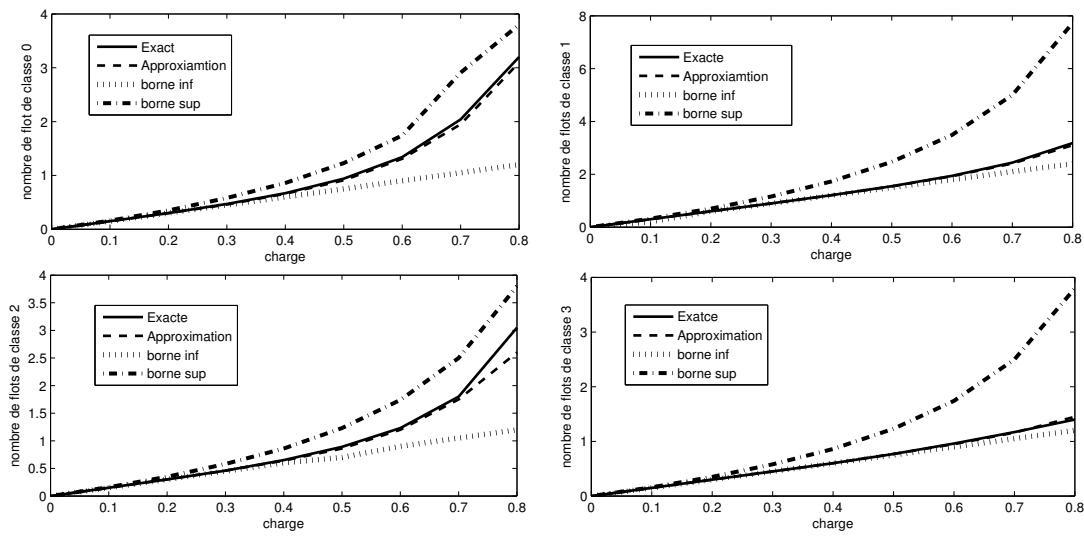 4
3
2
1
0
nombre de flot de classe 0
Exact
Approxiamtion
borne inf
borne sup
0 0.1 0.2 0.3 0.4 0.5 0.6 0.7 0.8
charge
8
6
4
2
0
nombre de flots de classe 1
Exacte
Approxiamtion
borne inf
borne sup
0 0.1 0.2 0.3 0.4 0.5 0.6 0.7 0.8
charge
4
3.5
3
2.5
2
1.5
1
0.5
0
nombre de flots de classe 2
Exacte
Approximation
borne inf
borne sup
0 0.1 0.2 0.3 0.4 0.5 0.6 0.7 0.8
charge
4
3
2
1
0
nombre de flots de classe 3
Exatce
Approximation
borne inf
borne sup
0 0.1 0.2 0.3 0.4 0.5 0.6 0.7 0.8
charge